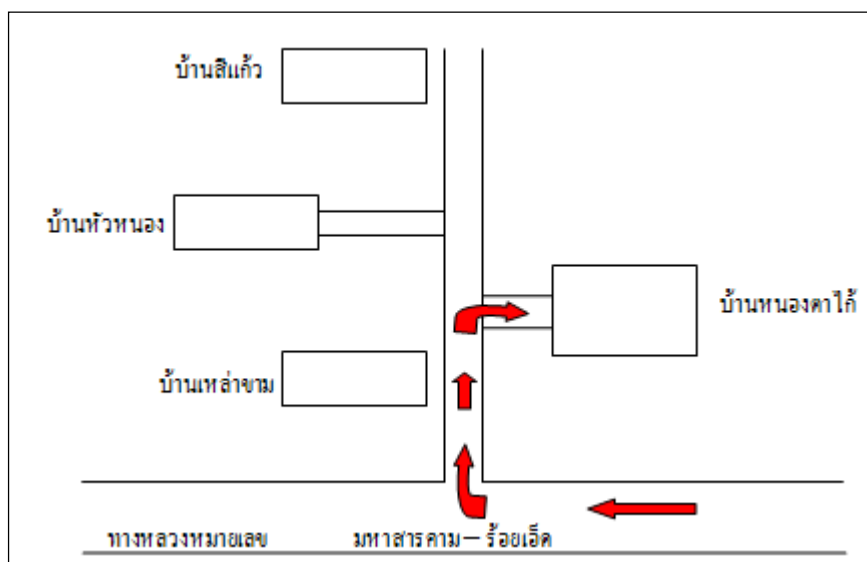 บ้านสีแก้ว
บ้านหัวหนอง
บ้านหนองตาไก้
บ้านเหล่าขาม
ทางหลวงหมายเลข มหาสารคาม – ร้อยเอ็ด